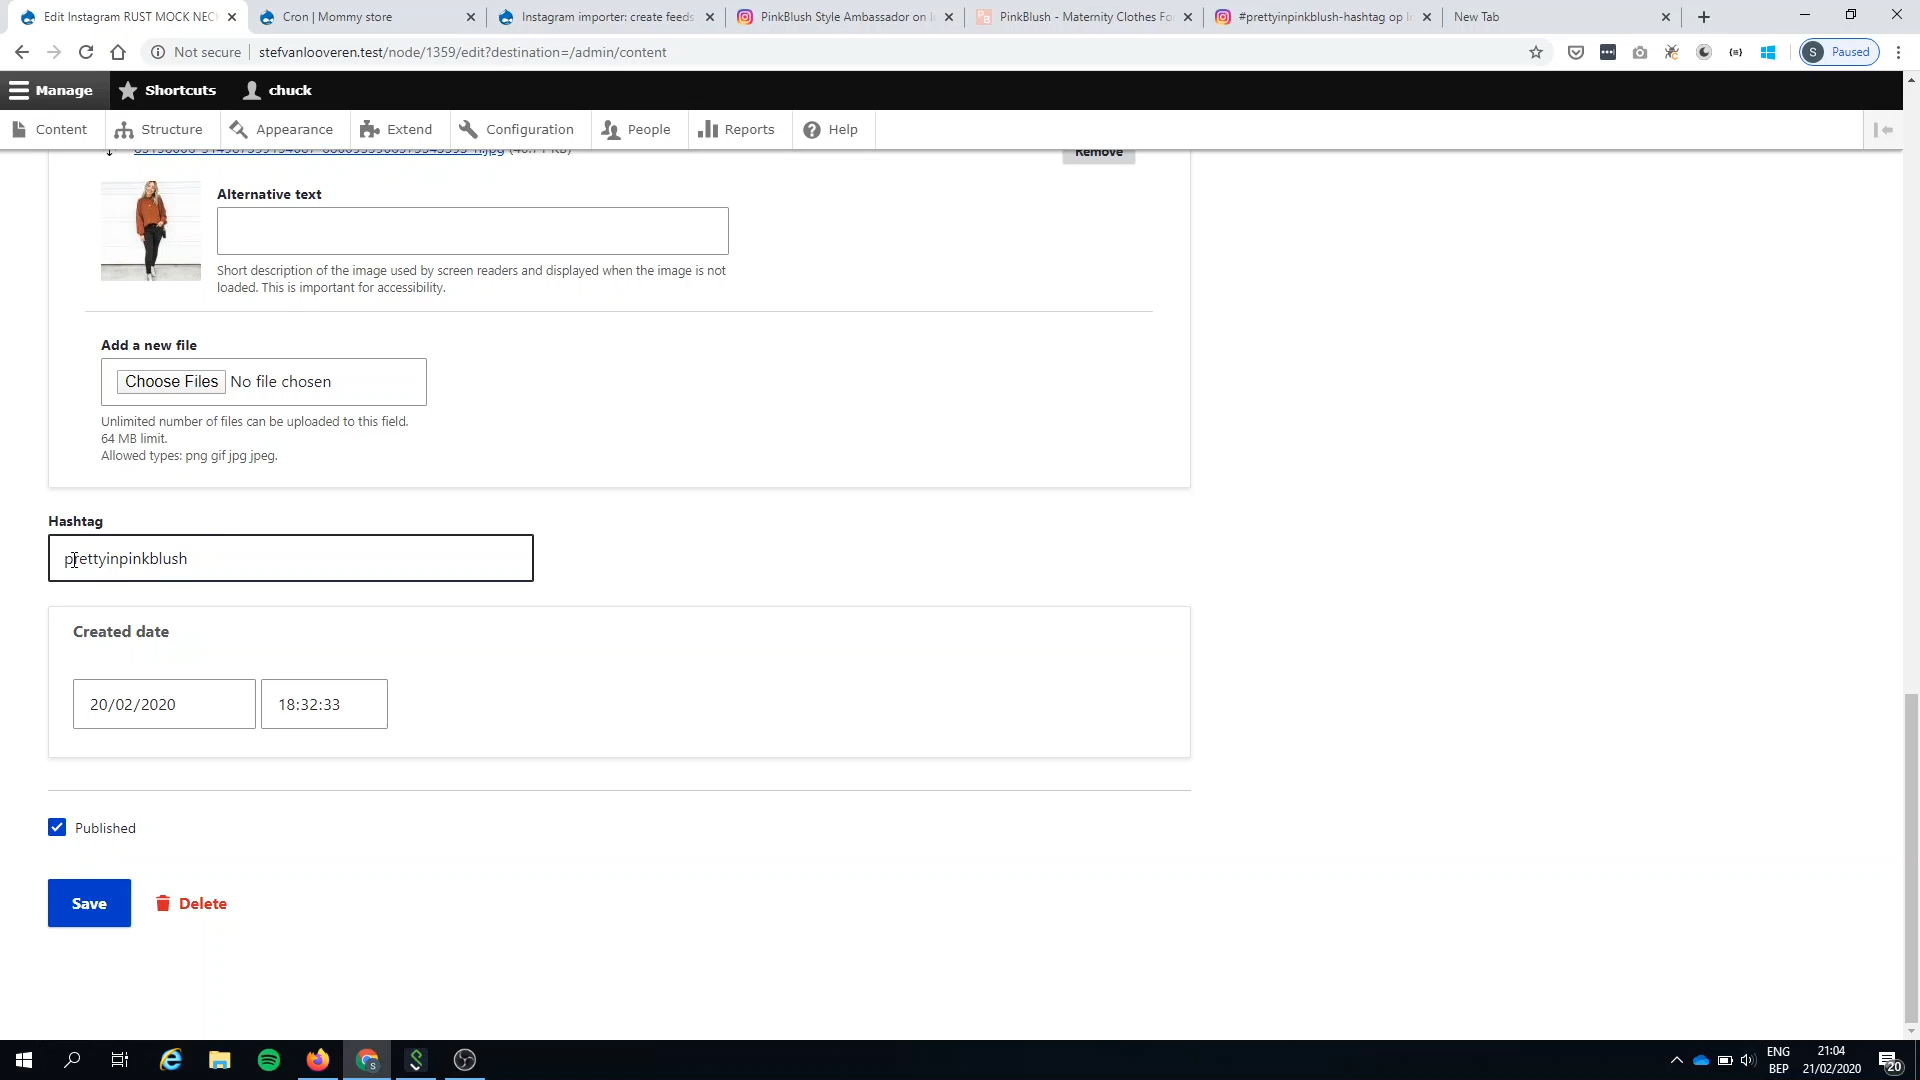 Edit Instagram RUST MOCK NEC
Cron | Mommy store
Instagram importer: create feeds
PinkBlush Style Ambassador on I
PinkBlush - Maternity Clothes Fo
#prettyinpinkblush-hashtag op I
New Tab
Not secure
stefvanlooveren.test/node/1359/edit?destination=/admin/content
S Paused
Manage
Shortcuts
chuck
Content
Structure
Appearance
Extend
Configuration
People
Reports
Help
Remove
Alternative text
Short description of the image used by screen readers and displayed when the image is not
loaded. This is important for accessibility.
Add a new file
Choose Files No file chosen
Unlimited number of files can be uploaded to this field.
64 MB limit.
Allowed types: png gif jpg jpeg.
Hashtag
prettyinpinkblush
Created date
20/02/2020
18:32:33
Published
Save
Delete
ENG
BEP
21:04
21/02/2020
20